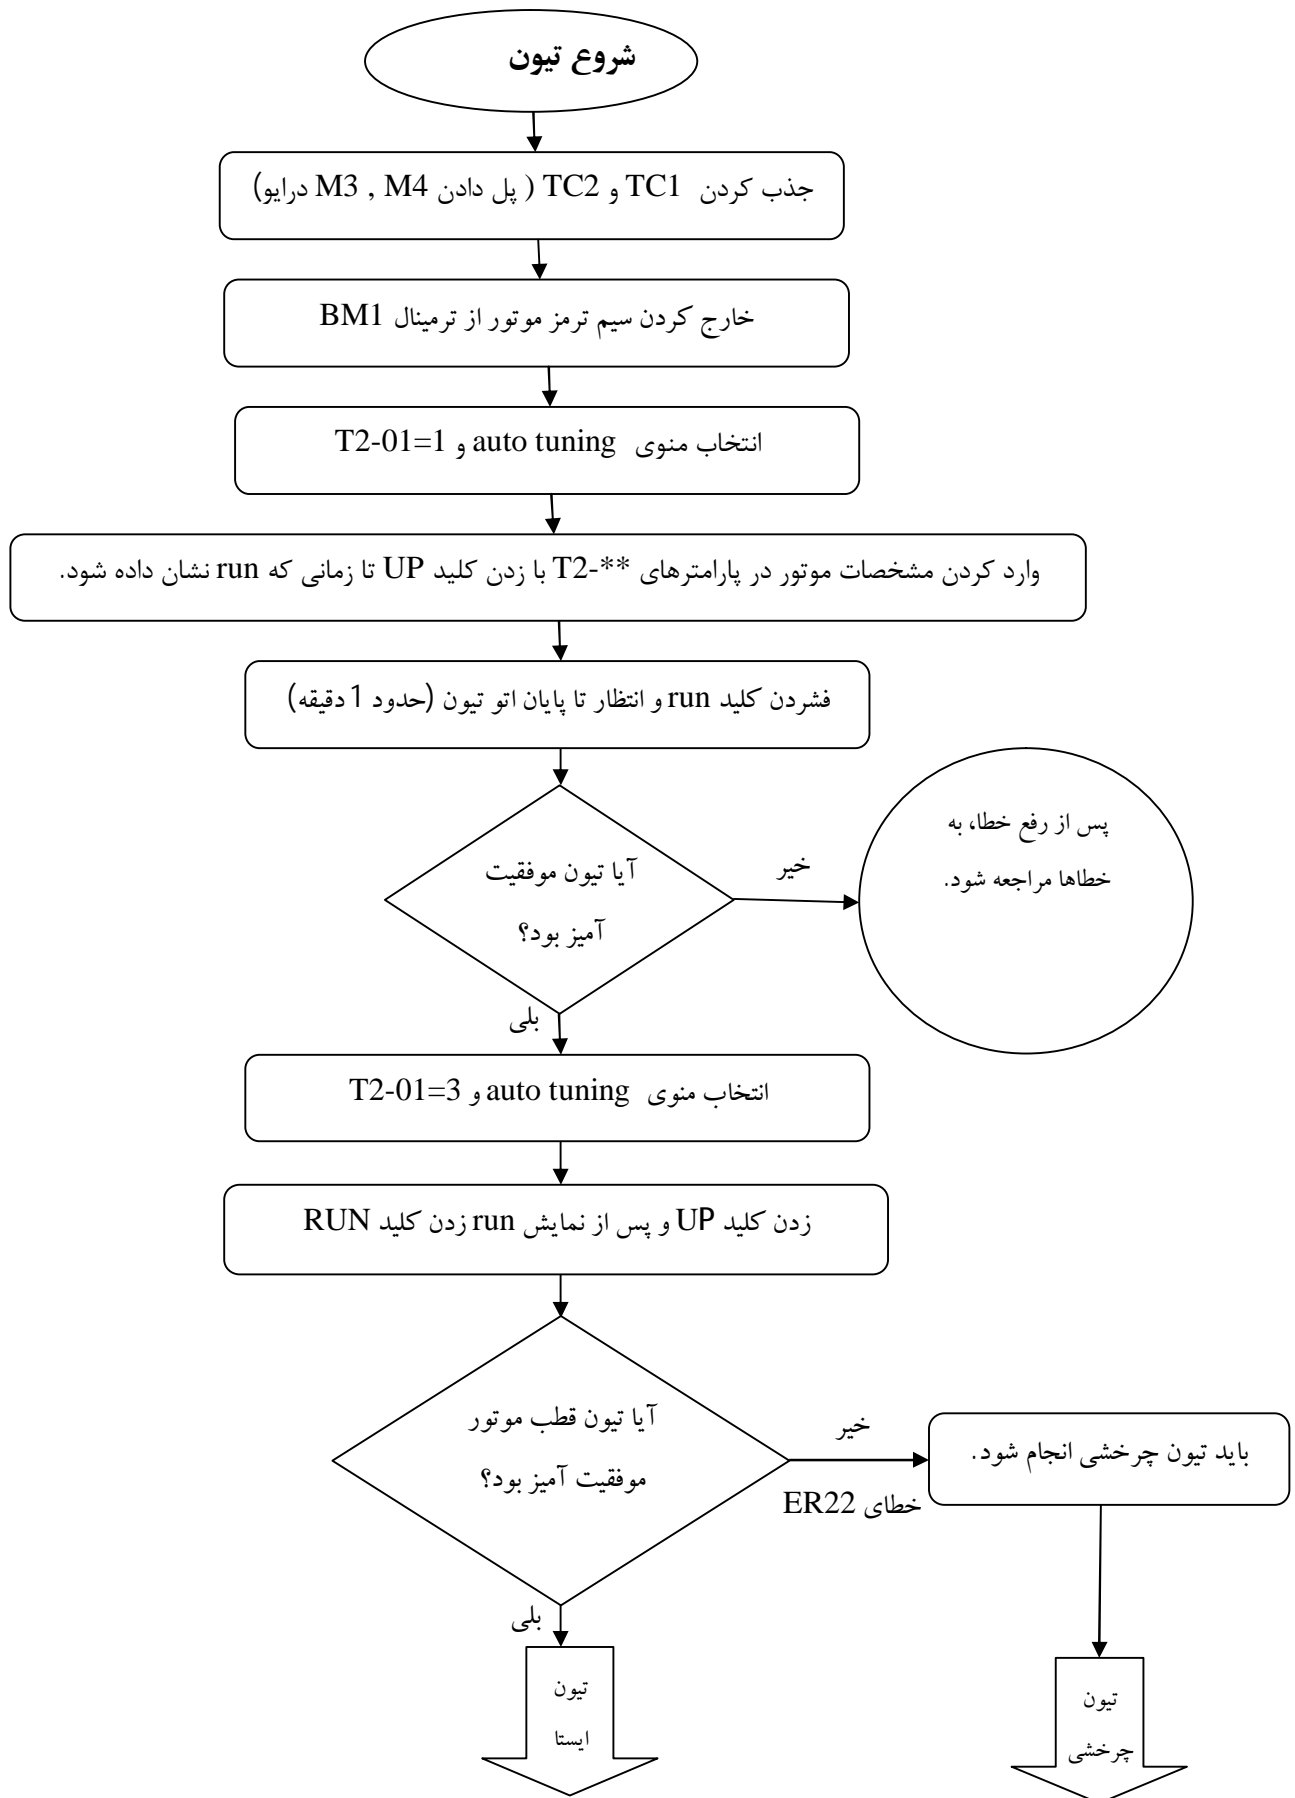 شروع تیون
جذب کردن TC1 و TC2 ( پل دادن M3 , M4 درایو)
خارج کردن سیم ترمز موتور از ترمینال BM1
انتخاب منوی auto tuning و T2-01=1
وارد کردن مشخصات موتور در پارامترهای T2-** با زدن کلید UP تا زمانی که run نشان داده شود.
فشردن کلید run و انتظار تا پایان اتو تیون (حدود 1 دقیقه)
آیا تیون موفقیت
آمیز بود؟
خیر
پس از رفع خطا، به
خطاها مراجعه شود.
بلی
انتخاب منوی auto tuning و T2-01=3
زدن کلید UP و پس از نمایش run زدن کلید RUN
آیا تیون قطب موتور
موفقیت آمیز بود؟
خیر
خطای ER22
باید تیون چرخشی انجام شود.
بلی
تیون
ایستا
تیون
چرخشی